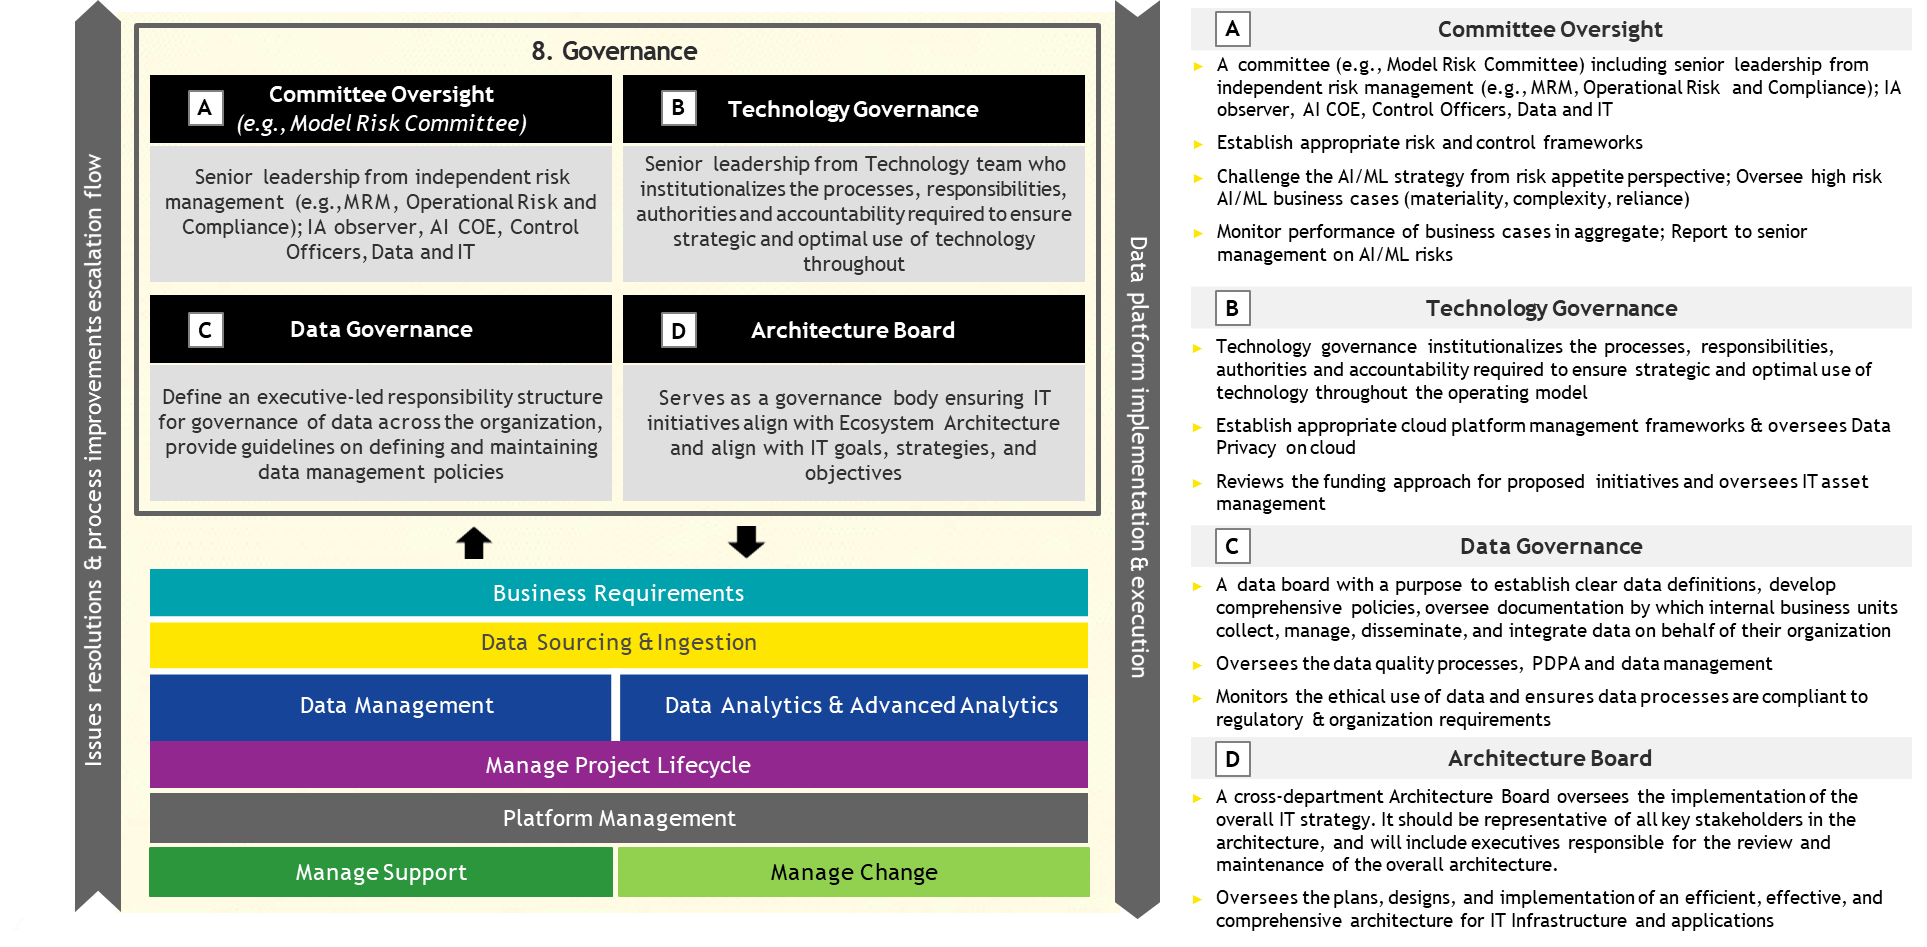 Issues resolutions & process improvements escalation flow
8. Governance
A
Committee Oversight
(e.g., Model Risk Committee)
Senior leadership from independent risk
management (e.g., MRM, Operational Risk and
Compliance); IA observer, AI COE, Control
Officers, Data and IT
B
Technology Governance
Senior leadership from Technology team who
institutionalizes the processes, responsibilities,
authorities and accountability required to ensure
strategic and optimal use of technology
throughout
C
Data Governance
Define an executive-led responsibility structure
for governance of data across the organization,
provide guidelines on defining and maintaining
data management policies
D
Architecture Board
Serves as a governance body ensuring IT
initiatives align with Ecosystem Architecture
and align with IT goals, strategies, and
objectives
Business Requirements
Data Sourcing & Ingestion
Data Management
Data Analytics & Advanced Analytics
Manage Project Lifecycle
Platform Management
Manage Support
Manage Change
Data platform implementation & execution
A
Committee Oversight
► A committee (e.g., Model Risk Committee) including senior leadership from
independent risk management (e.g., MRM, Operational Risk and Compliance); IA
observer, AI COE, Control Officers, Data and IT
► Establish appropriate risk and control frameworks
► Challenge the AI/ML strategy from risk appetite perspective; Oversee high risk
AI/ML business cases (materiality, complexity, reliance)
► Monitor performance of business cases in aggregate; Report to senior
management on AI/ML risks
B
Technology Governance
► Technology governance institutionalizes the processes, responsibilities,
authorities and accountability required to ensure strategic and optimal use of
technology throughout the operating model
► Establish appropriate cloud platform management frameworks & oversees Data
Privacy on cloud
► Reviews the funding approach for proposed initiatives and oversees IT asset
management
C
Data Governance
► A data board with a purpose to establish clear data definitions, develop
comprehensive policies, oversee documentation by which internal business units
collect, manage, disseminate, and integrate data on behalf of their organization
► Oversees the data quality processes, PDPA and data management
► Monitors the ethical use of data and ensures data processes are compliant to
regulatory & organization requirements
D
Architecture Board
► A cross-department Architecture Board oversees the implementation of the
overall IT strategy. It should be representative of all key stakeholders in the
architecture, and will include executives responsible for the review and
maintenance of the overall architecture.
► Oversees the plans, designs, and implementation of an efficient, effective, and
comprehensive architecture for IT Infrastructure and applications